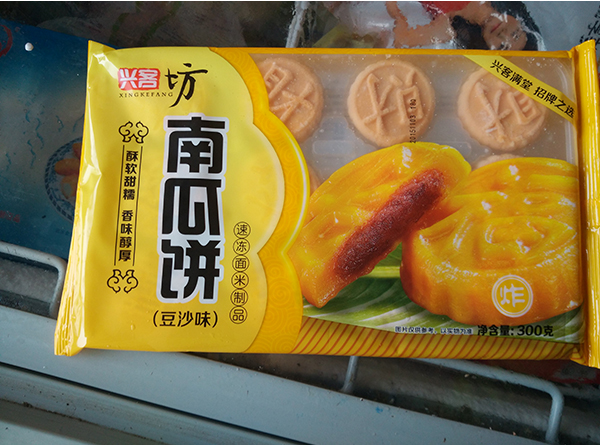 兴客
XINGKEFANG
坊
兴客满堂 招牌之选
酥软甜糯 香味醇厚
南瓜饼
(豆沙味)
速冻面米制品
炸
图片仅供参考,以实物为准
净含量:300克